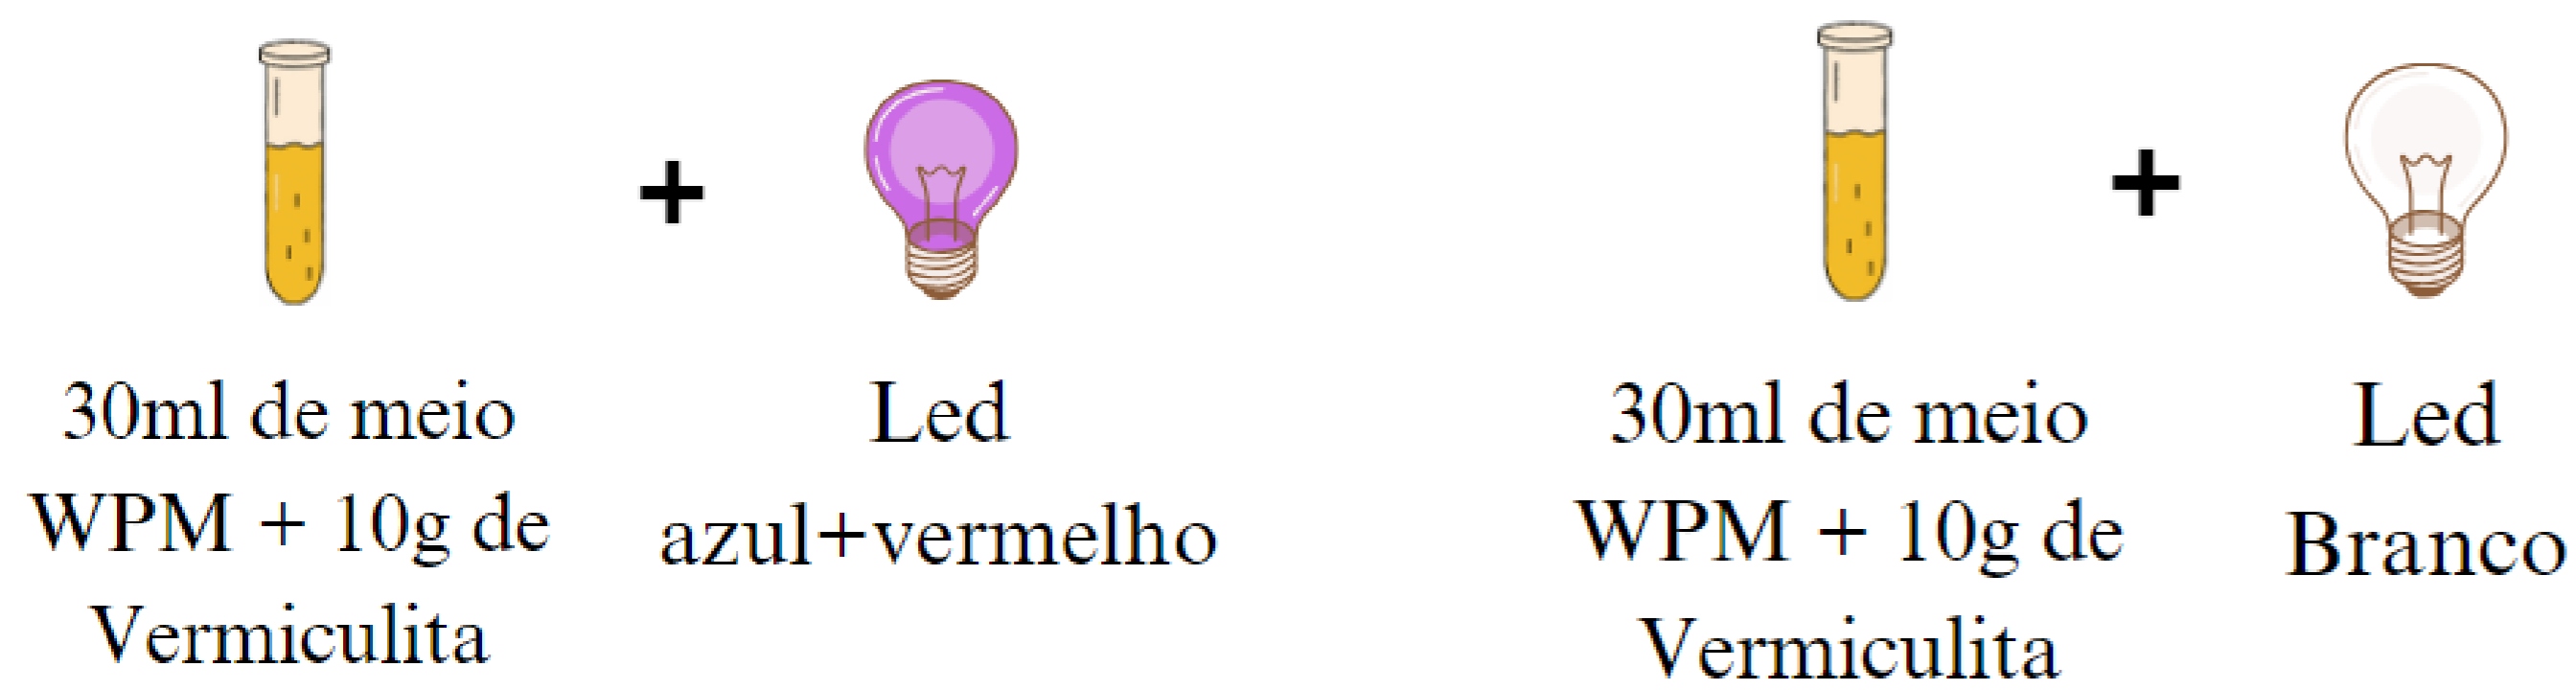 +
+
30ml de meio
WPM + 10g de
Vermiculita
Led
azul+vermelho
30ml de meio
WPM + 10g de
Vermiculita
Led
Branco